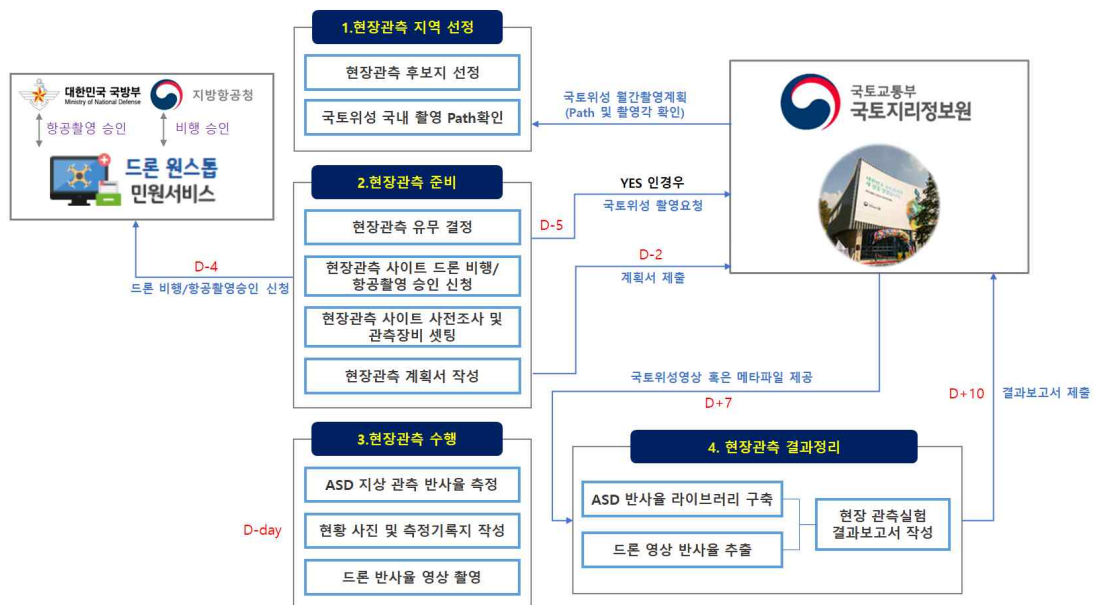 1.현장관측 지역 선정
현장관측 후보지 선정
국토위성 국내 촬영 Path확인
대한민국 국방부
Ministry of National Defense
지방항공청
항공촬영 승인
비행 승인
드론 원스톱
민원서비스
국토위성 월간촬영계획
(Path 및 촬영각 확인)
국토교통부
국토지리정보원
2.현장관측 준비
현장관측 유무 결정
현장관측 사이트 드론 비행/
항공촬영 승인 신청
현장관측 사이트 사전조사 및
관측장비 셋팅
현장관측 계획서 작성
D-4
드론 비행/항공촬영승인 신청
YES 인경우
D-5
국토위성 촬영요청
D-2
계획서 제출
국토위성영상 혹은 메타파일 제공
D+7
D+10
결과보고서 제출
3.현장관측 수행
D-day
ASD 지상 관측 반사율 측정
현황 사진 및 측정기록지 작성
드론 반사율 영상 촬영
4. 현장관측 결과정리
ASD 반사율 라이브러리 구축
드론 영상 반사율 추출
현장 관측실험
결과보고서 작성